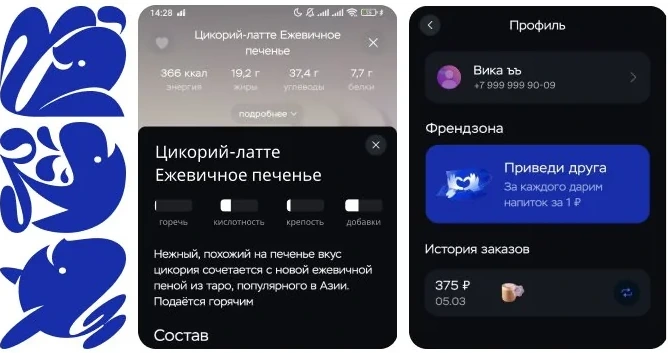 14:28
Цикорий-латте Ежевичное
печенье
366 ккал
19,2 г
37,4 г
7,7 г
энергия
жиры
углеводы
белки
подробнее
Цикорий-латте
Ежевичное печенье
горечь
кислотность
крепость
добавки
Нежный, похожий на печенье вкус
цикория сочетается с новой ежевичной
пеной из таро, популярного в Азии.
Подаётся горячим
Состав
Профиль
Вика ъъ
+7 999 999 90-09
Френдзона
Приведи друга
За каждого дарим
напиток за 1 ₽
История заказов
375 ₽
05.03